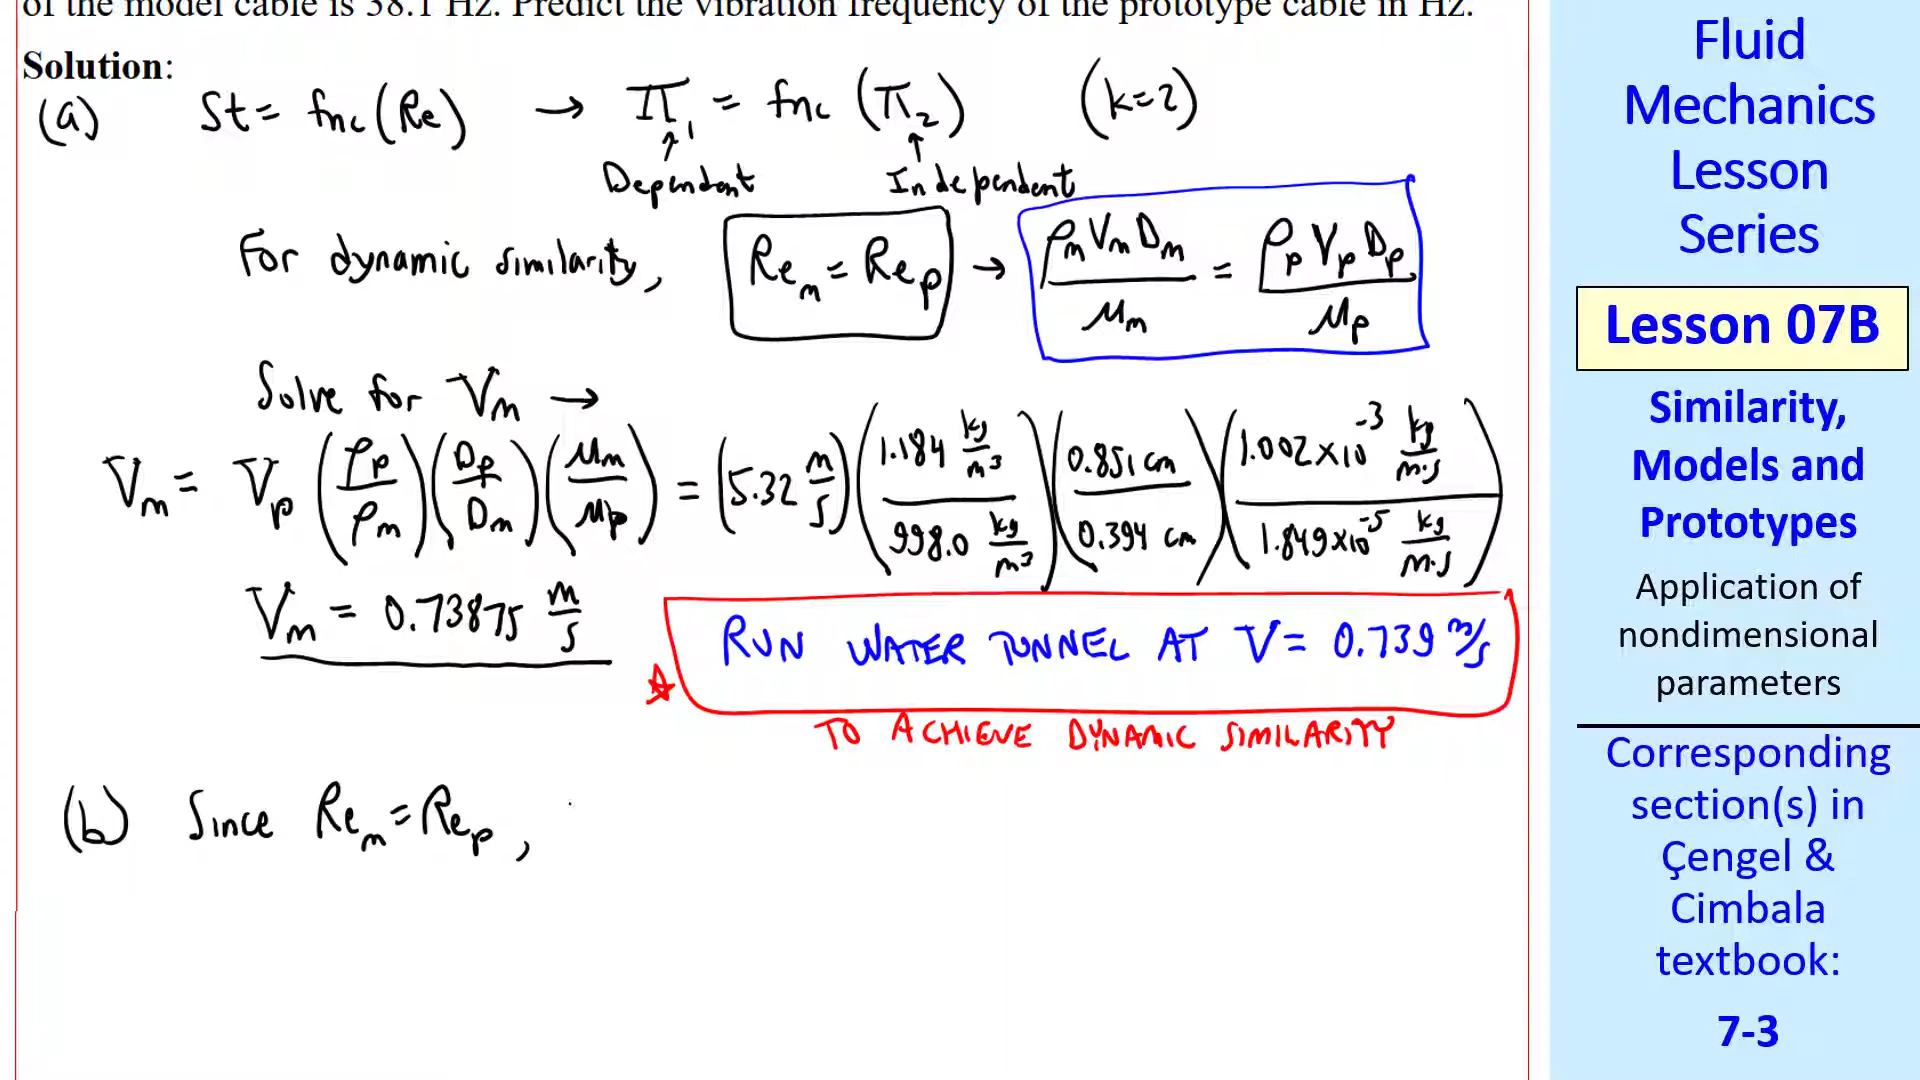 of the model cable is 38.1 Hz. Predict the vibration frequency of the prototype cable in Hz.
Solution:
(a) St = fnc(Re) → Π₁ = fnc(Π₂) (k=2)
Dependent Independent
For dynamic similarity, Reₘ = Reₚ → ρₘVₘDₘ/μₘ = ρₚVₚDₚ/μₚ
Solve for Vₘ →
Vₘ = Vₚ (ρₚ/ρₘ)(Dₚ/Dₘ)(μₘ/μₚ) = (5.32 m/s)(1.184 kg/m³ / 998.0 kg/m³)(0.851 cm / 0.394 cm)(1.002×10⁻³ kg/m·s / 1.849×10⁻⁵ kg/m·s)
Vₘ = 0.73875 m/s
RUN WATER TUNNEL AT V = 0.739 m/s
TO ACHIEVE DYNAMIC SIMILARITY
(b) Since Reₘ = Reₚ,
Fluid
Mechanics
Lesson
Series
Lesson 07B
Similarity,
Models and
Prototypes
Application of
nondimensional
parameters
Corresponding
section(s) in
Çengel &
Cimbala
textbook:
7-3